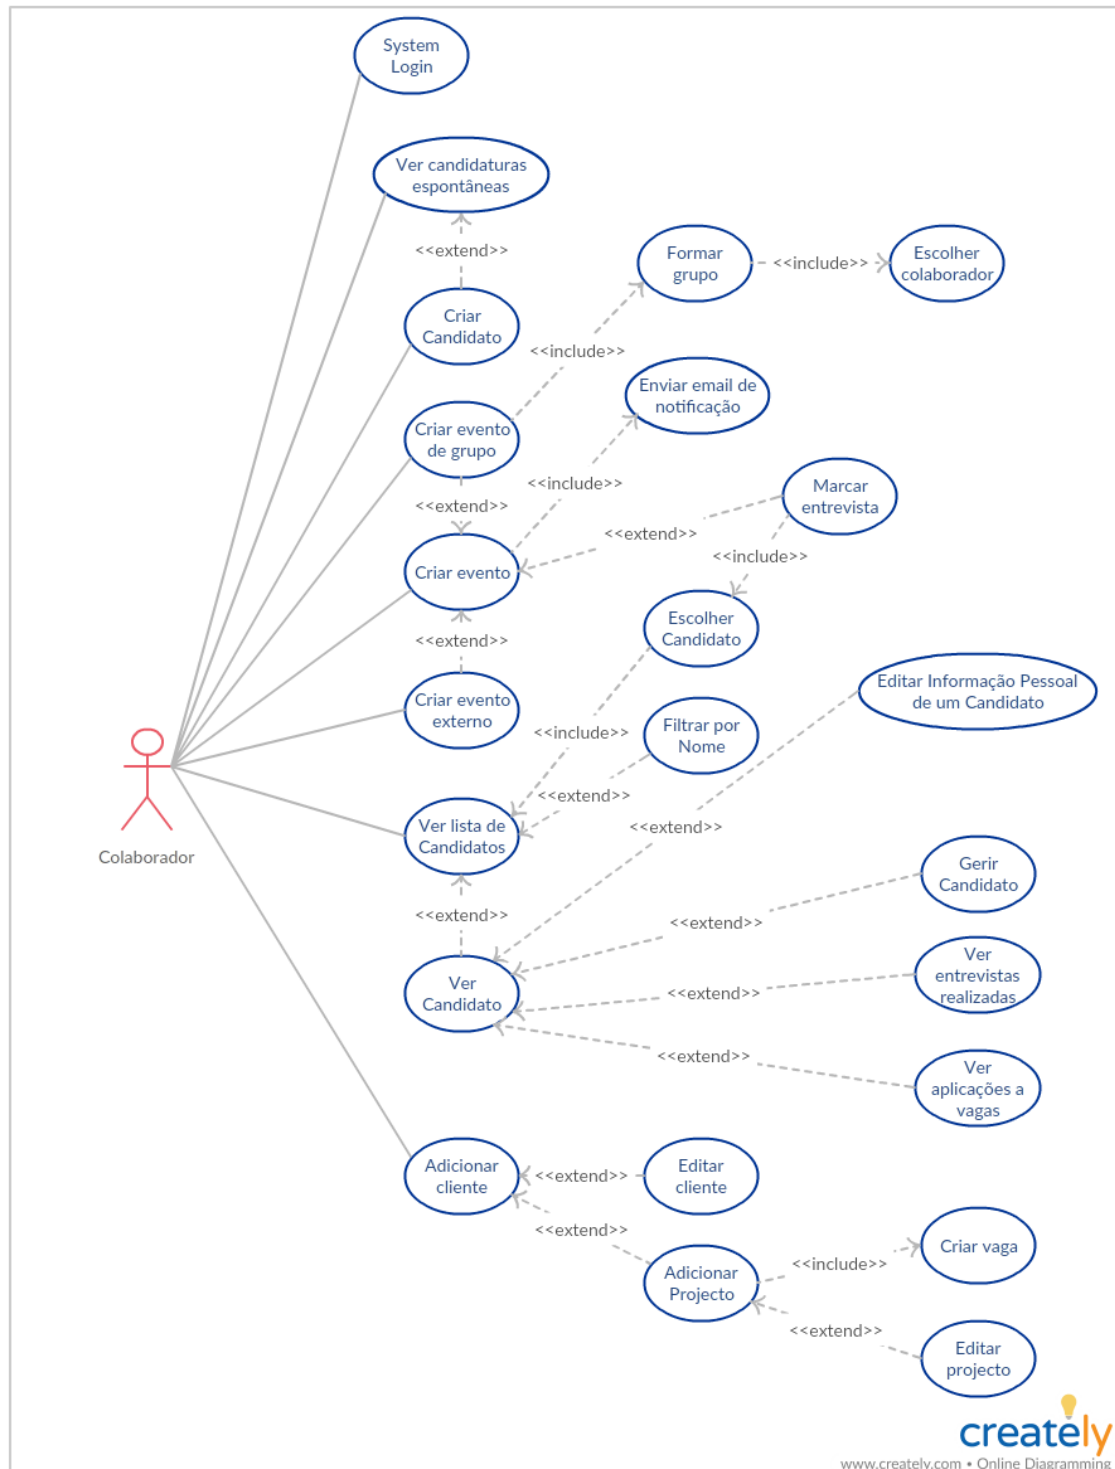 System
Login
Ver candidaturas
espontâneas
<<extend>>
Formar
grupo
<<include>>
Escolher
colaborador
Criar
Candidato
<<include>>
Enviar email de
notificação
Criar evento
de grupo
<<extend>>
<<include>>
Marcar
entrevista
<<extend>>
<<include>>
Criar evento
Escolher
Candidato
<<extend>>
Criar evento
externo
Editar Informação Pessoal
de um Candidato
<<include>>
Filtrar por
Nome
<<extend>>
<<extend>>
Ver lista de
Candidatos
Colaborador
Gerir
Candidato
<<extend>>
<<extend>>
Ver
Candidato
Ver
entrevistas
realizadas
<<extend>>
<<extend>>
Ver
aplicações a
vagas
Adicionar
cliente
<<extend>>
Editar
cliente
<<extend>>
Adicionar
Projecto
<<include>>
Criar vaga
<<extend>>
Editar
projecto
creately
www.creately.com • Online Diagramming